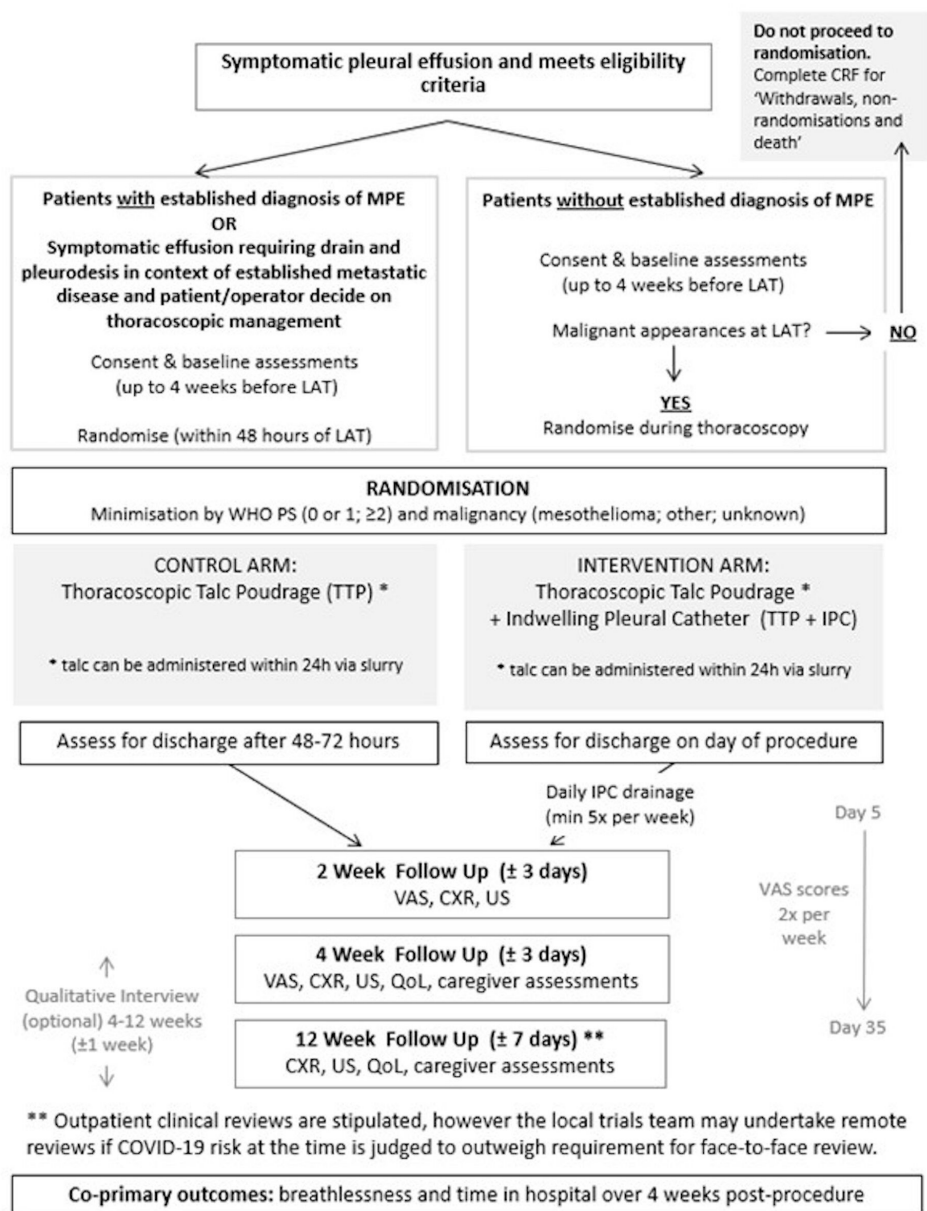 Do not proceed to
randomisation.
Complete CRF for
‘Withdrawals, non-
randomisations and
death’
Symptomatic pleural effusion and meets eligibility
criteria
Patients with established diagnosis of MPE
OR
Symptomatic effusion requiring drain and
pleurodesis in context of established metastatic
disease and patient/operator decide on
thoracoscopic management
Consent & baseline assessments
(up to 4 weeks before LAT)
Randomise (within 48 hours of LAT)
Patients without established diagnosis of MPE
Consent & baseline assessments
(up to 4 weeks before LAT)
Malignant appearances at LAT?
NO
YES
Randomise during thoracoscopy
RANDOMISATION
Minimisation by WHO PS (0 or 1; ≥2) and malignancy (mesothelioma; other; unknown)
CONTROL ARM:
Thoracoscopic Talc Poudrage (TTP) *
* talc can be administered within 24h via slurry
INTERVENTION ARM:
Thoracoscopic Talc Poudrage *
+ Indwelling Pleural Catheter (TTP + IPC)
* talc can be administered within 24h via slurry
Assess for discharge after 48-72 hours
Assess for discharge on day of procedure
Daily IPC drainage
(min 5x per week)
Day 5
VAS scores
2x per
week
Day 35
2 Week Follow Up (± 3 days)
VAS, CXR, US
4 Week Follow Up (± 3 days)
VAS, CXR, US, QoL, caregiver assessments
Qualitative Interview
(optional) 4-12 weeks
(±1 week)
12 Week Follow Up (± 7 days) **
CXR, US, QoL, caregiver assessments
** Outpatient clinical reviews are stipulated, however the local trials team may undertake remote
reviews if COVID-19 risk at the time is judged to outweigh requirement for face-to-face review.
Co-primary outcomes: breathlessness and time in hospital over 4 weeks post-procedure